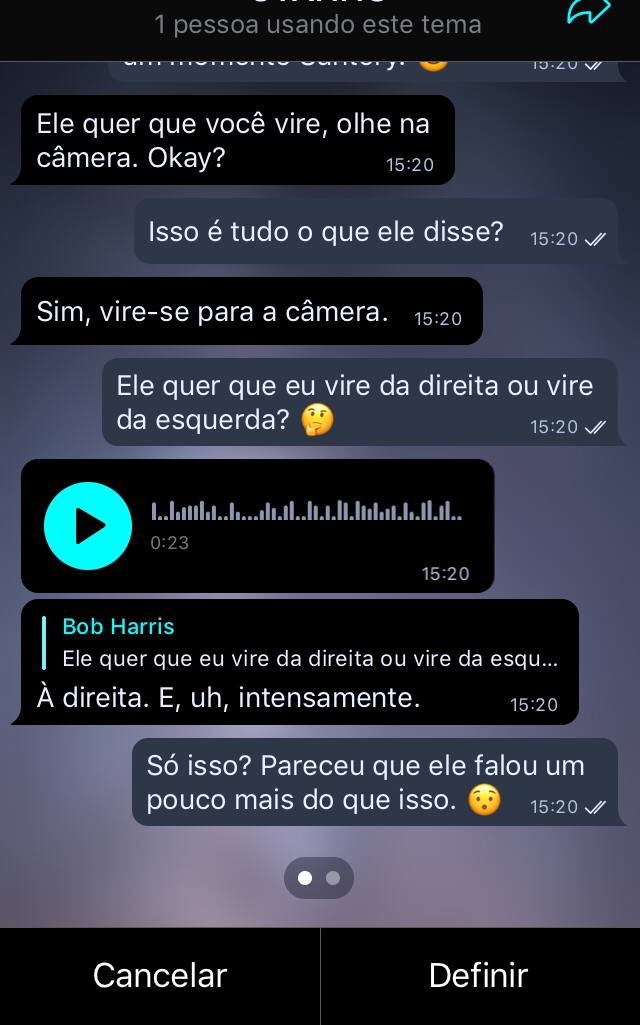 1 pessoa usando este tema
um momento Suntory. 😊
15:20
Ele quer que você vire, olhe na
câmera. Okay?
15:20
Isso é tudo o que ele disse?
15:20
Sim, vire-se para a câmera.
15:20
Ele quer que eu vire da direita ou vire
da esquerda? 🤔
15:20
0:23
15:20
Bob Harris
Ele quer que eu vire da direita ou vire da esqu...
À direita. E, uh, intensamente.
15:20
Só isso? Pareceu que ele falou um
pouco mais do que isso. 😯
15:20
Cancelar
Definir